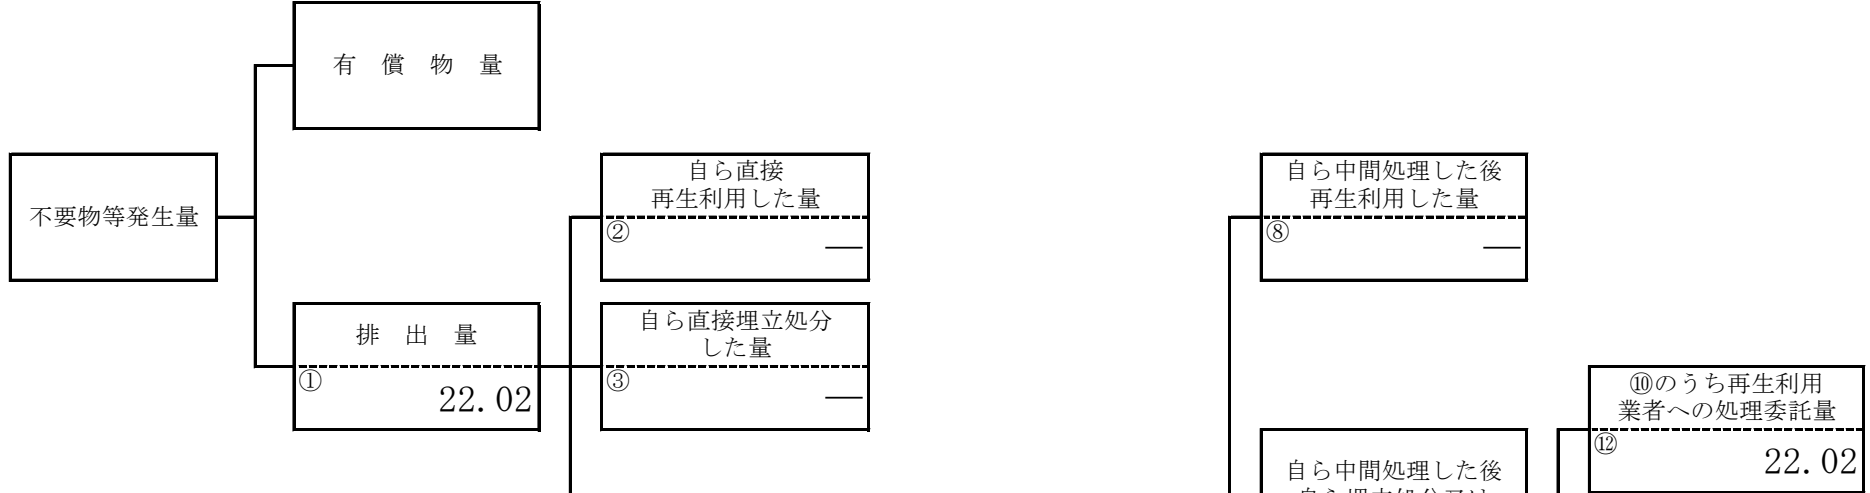 有　償　物　量
不要物等発生量
自ら直接
再生利用した量
②
―
自ら中間処理した後
再生利用した量
⑧
―
排　出　量
①
22.02
自ら直接埋立処分
した量
③
―
⑩のうち再生利用
業者への処理委託量
⑫
22.02
自ら中間処理した後